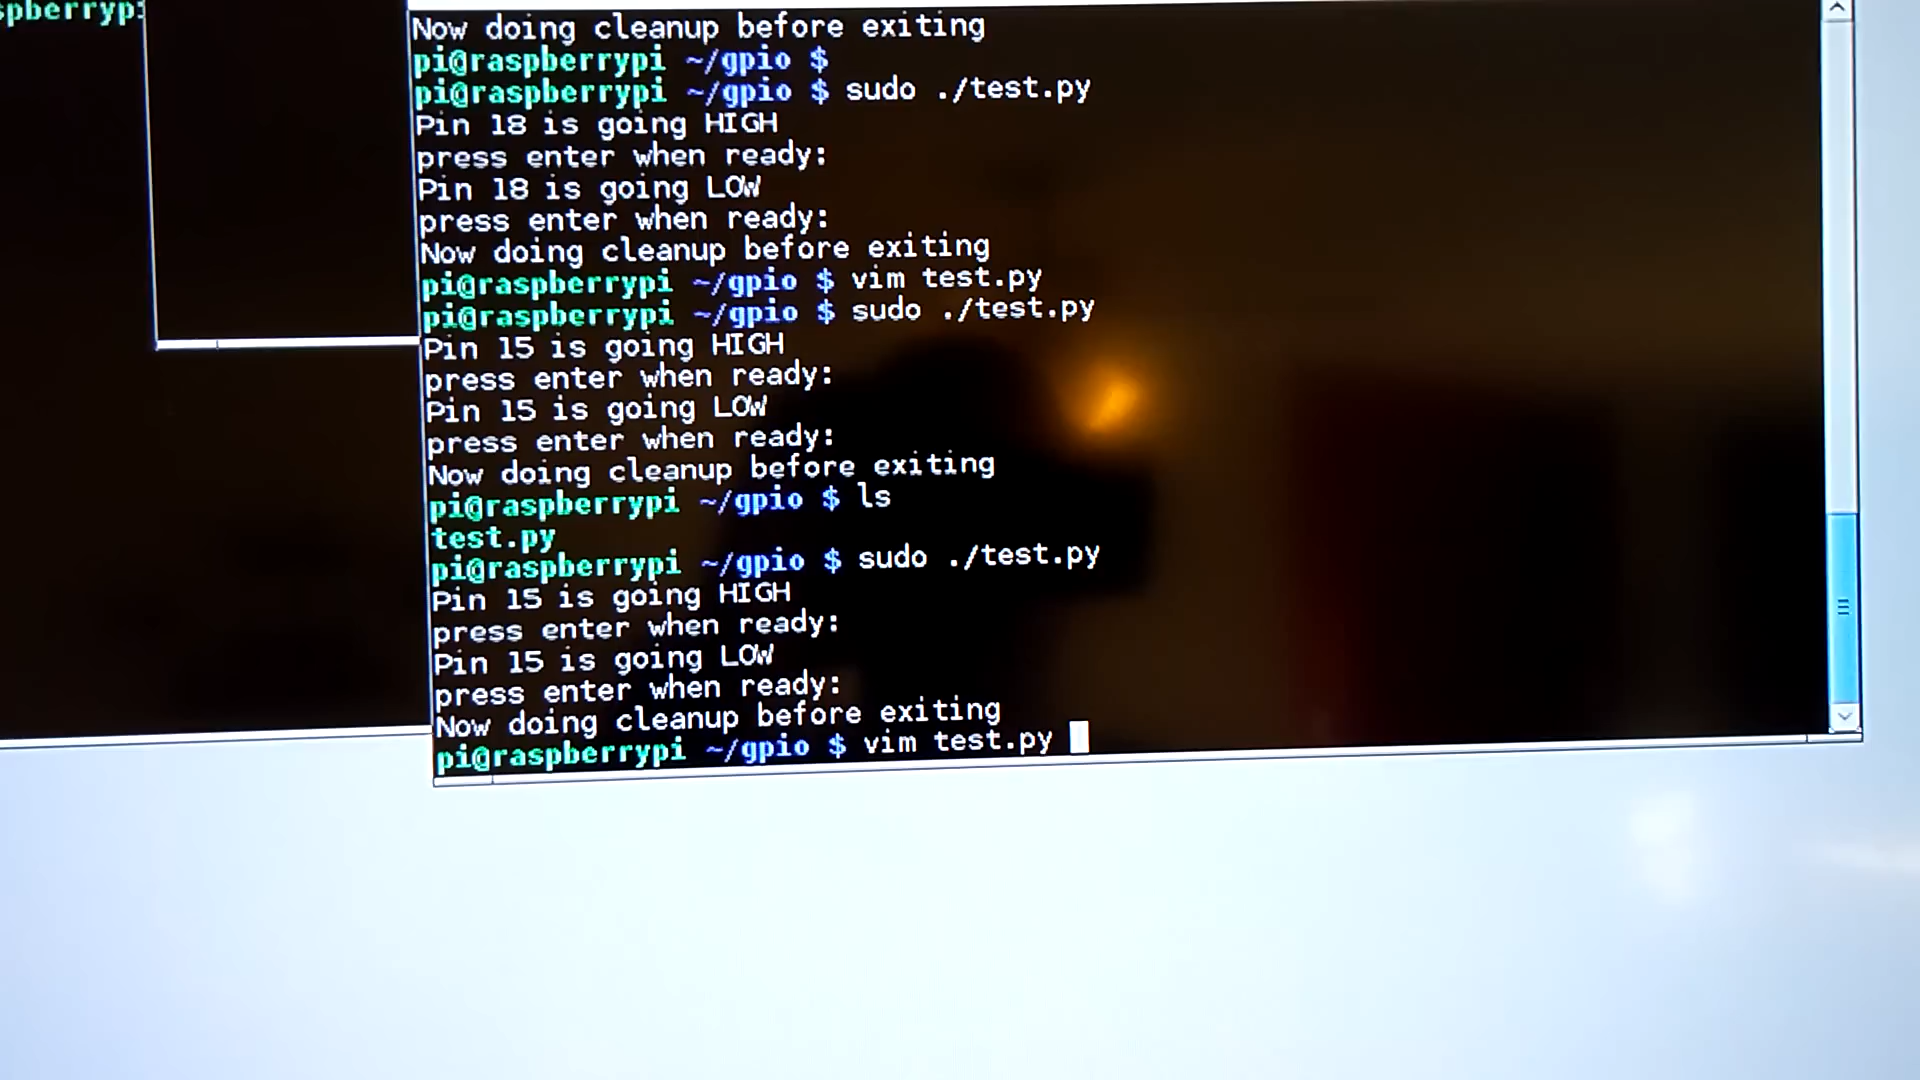 spberryp
Now doing cleanup before exiting
pi@raspberrypi ~/gpio $
pi@raspberrypi ~/gpio $ sudo ./test.py
Pin 18 is going HIGH
press enter when ready:
Pin 18 is going LOW
press enter when ready:
Now doing cleanup before exiting
pi@raspberrypi ~/gpio $ vim test.py
pi@raspberrypi ~/gpio $ sudo ./test.py
Pin 15 is going HIGH
press enter when ready:
Pin 15 is going LOW
press enter when ready:
Now doing cleanup before exiting
pi@raspberrypi ~/gpio $ ls
test.py
pi@raspberrypi ~/gpio $ sudo ./test.py
Pin 15 is going HIGH
press enter when ready:
Pin 15 is going LOW
press enter when ready:
Now doing cleanup before exiting
pi@raspberrypi ~/gpio $ vim test.py